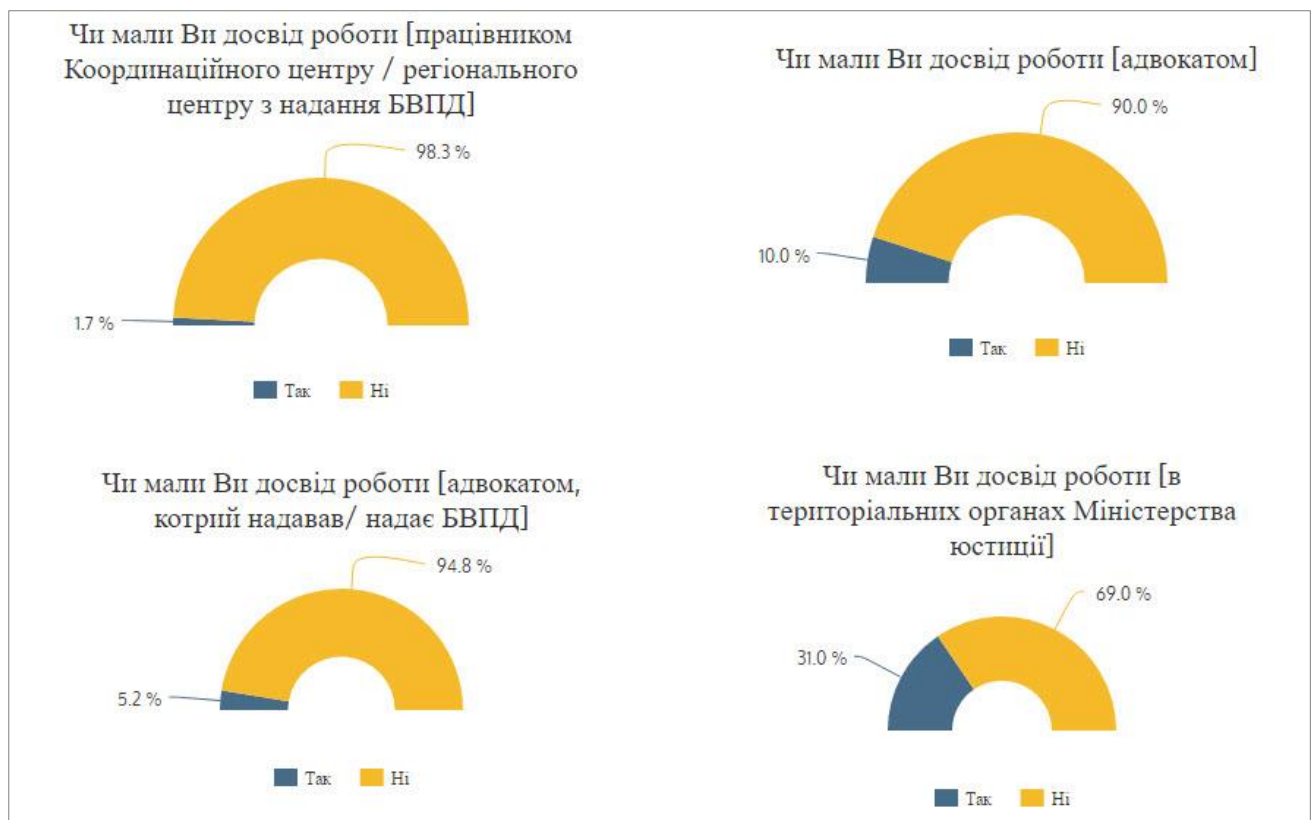 Чи мали Ви досвід роботи [працівником
Координаційного центру / регіонального
центру з надання БВПД]
98.3 %
1.7 %
Так Ні
Чи мали Ви досвід роботи [адвокатом]
90.0 %
10.0 %
Так Ні
Чи мали Ви досвід роботи [адвокатом,
котрий надавав/ надає БВПД]
94.8 %
5.2 %
Так Ні
Чи мали Ви досвід роботи [в
територіальних органах Міністерства
юстиції]
69.0 %
31.0 %
Так Ні